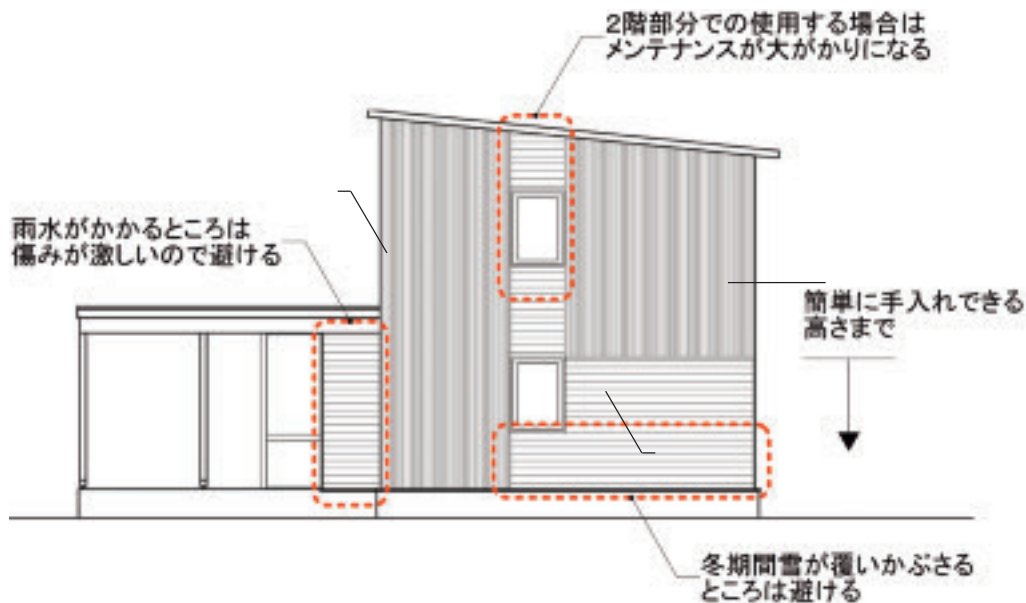 2階部分での使用する場合は
メンテナンスが大がかりになる
雨水がかかるところは
傷みが激しいので避ける
簡単に手入れできる
高さまで
冬期間雪が覆いかぶさる
ところは避ける